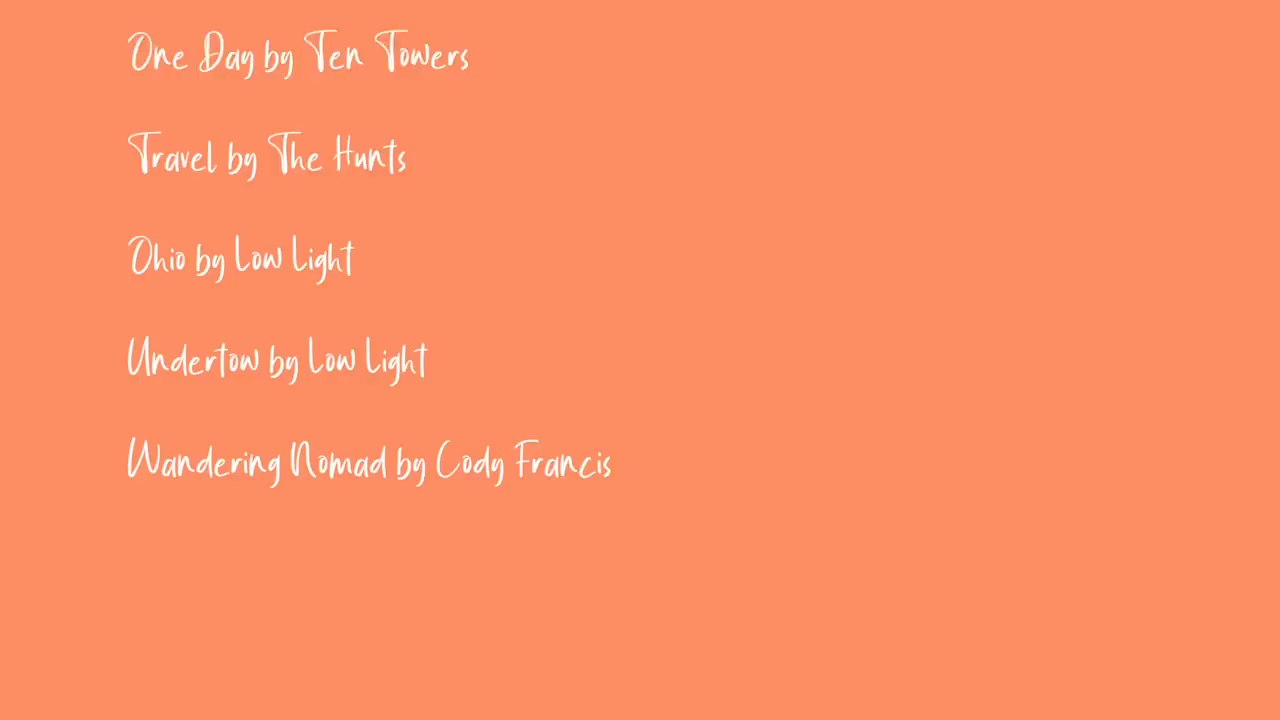 One Day by Ten Towers
Travel by The Hunts
Ohio by Low Light
Undertow by Low Light
Wandering Nomad by Cody Francis